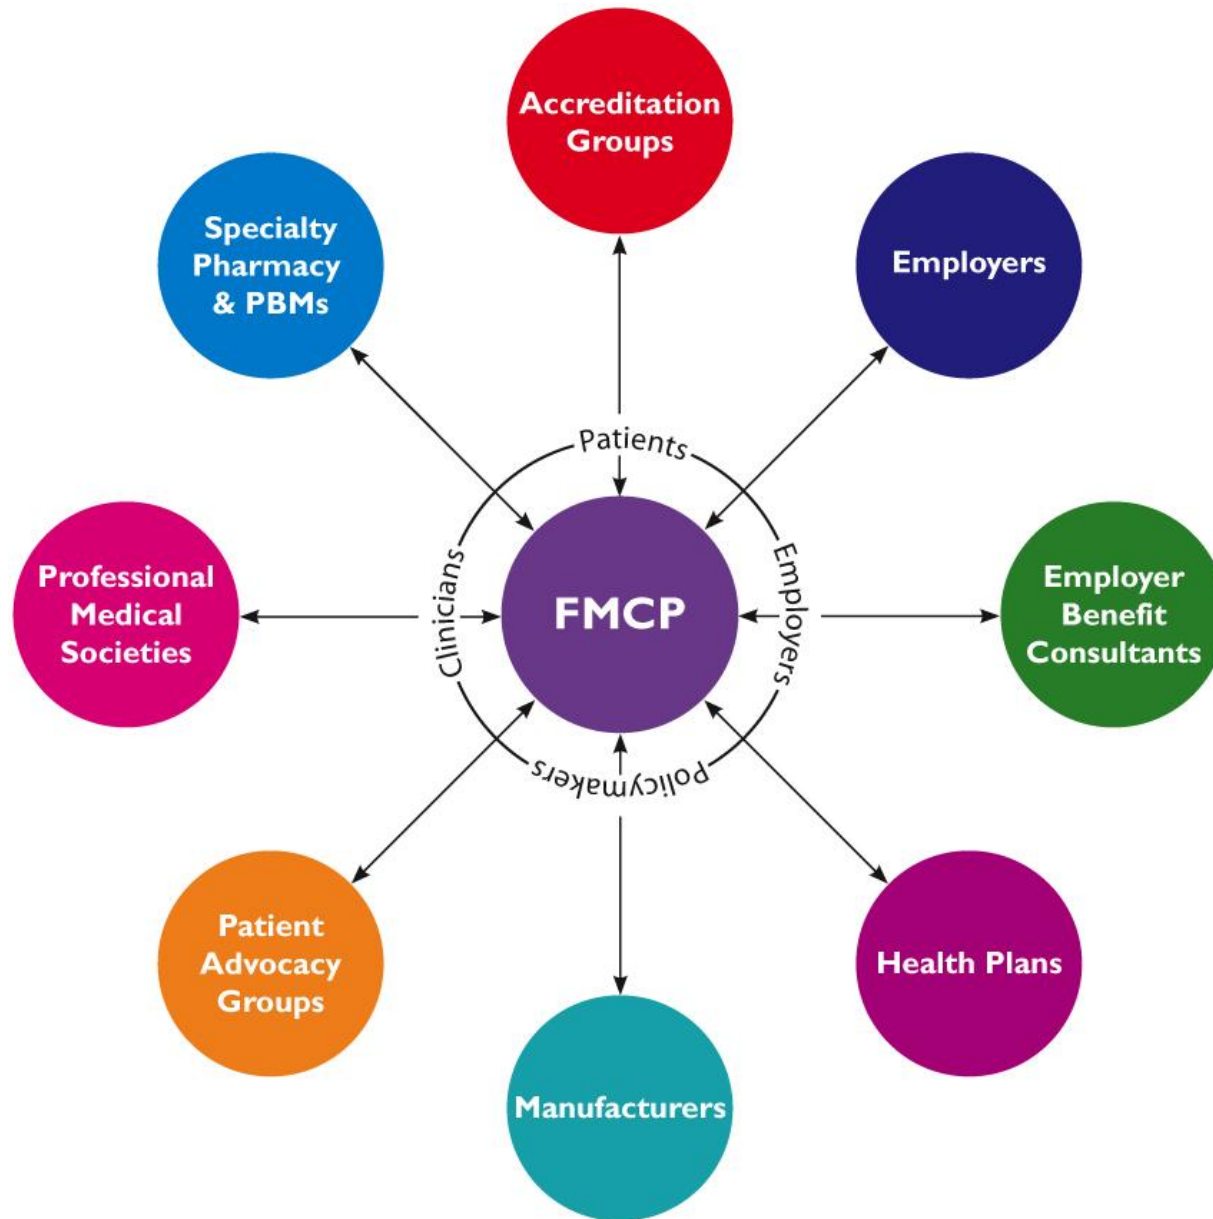 Accreditation
Groups
Specialty
Pharmacy
& PBMs
Employers
Patients
Professional
Medical
Societies
Clinicians
FMCP
Employers
Employer
Benefit
Consultants
Policymakers
Patient
Advocacy
Groups
Health Plans
Manufacturers